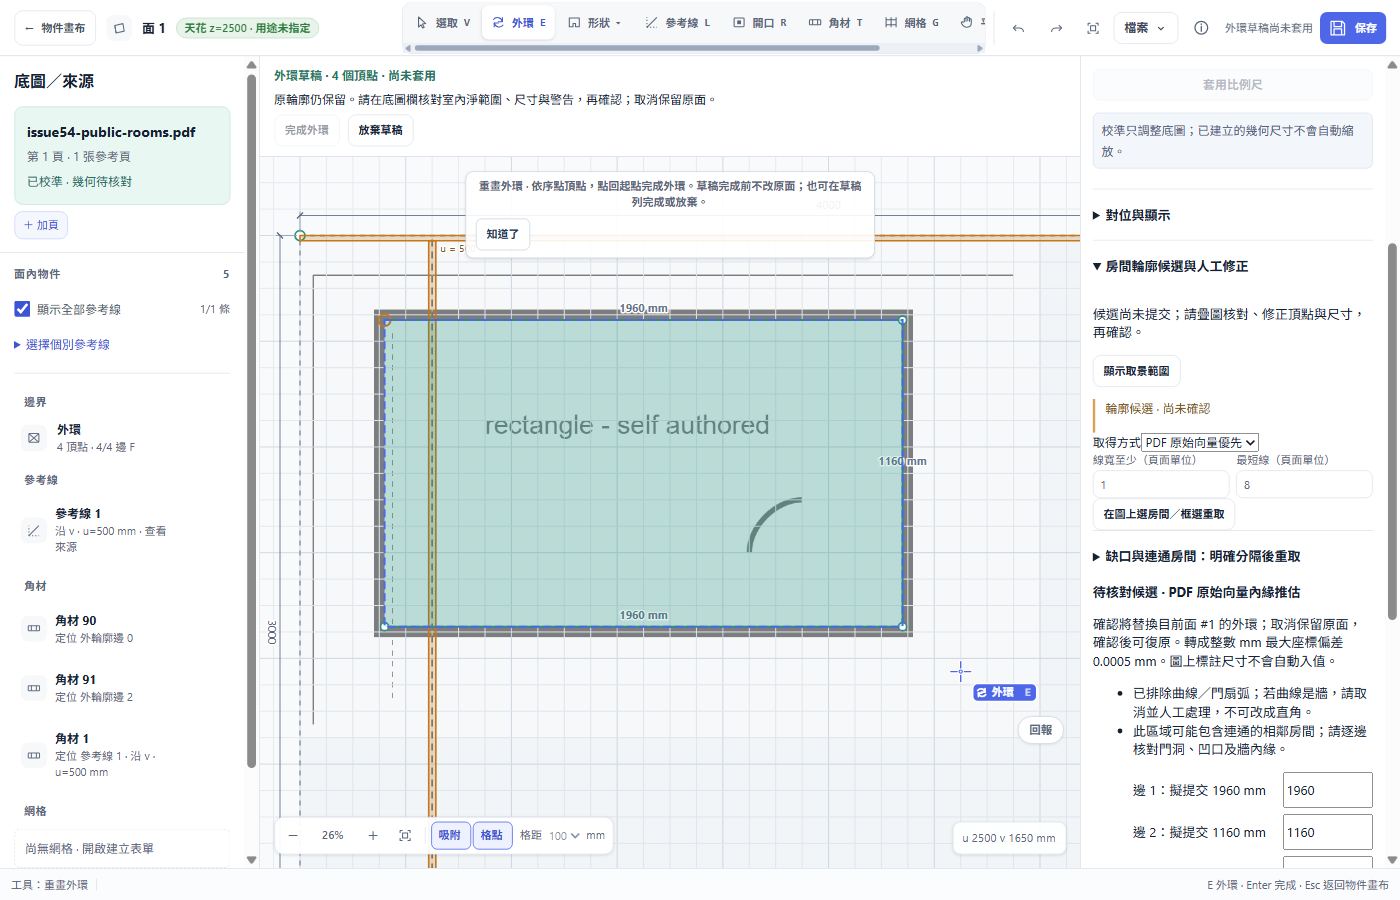 ← 物件畫布
面 1
天花 z=2500 · 用途未指定
選取 V
外環 E
形狀
參考線 L
開口 R
角材 T
網格 G
檔案
外環草稿尚未套用
保存
底圖／來源
issue54-public-rooms.pdf
第 1 頁 · 1 張參考頁
已校準 · 幾何待核對
+ 加頁
面內物件 5
顯示全部參考線 1/1 條
選擇個別參考線
邊界
外環
4 頂點 · 4/4 邊 F
參考線
參考線 1
沿 v · u=500 mm · 查看
來源
角材
角材 90
定位 外輪廓邊 0
角材 91
定位 外輪廓邊 2
角材 1
定位 參考線 1 · 沿 v ·
u=500 mm
網格
尚無網格 · 開啟建立表單
外環草稿 · 4 個頂點 · 尚未套用
原輪廓仍保留。請在底圖欄核對室內淨範圍、尺寸與警告，再確認；取消保留原面。
完成外環
放棄草稿
重畫外環 · 依序點頂點，點回起點完成外環。草稿完成前不改原面；也可在草稿
列完成或放棄。
4000
知道了
u = 5
1960 mm
rectangle - self authored
1160 mm
1960 mm
3000
外環 E
回報
− 26% +
吸附
格點
格距 100 mm
u 2500 v 1650 mm
套用比例尺
校準只調整底圖；已建立的幾何尺寸不會自動縮
放。
對位與顯示
房間輪廓候選與人工修正
候選尚未提交；請疊圖核對、修正頂點與尺寸，
再確認。
顯示取景範圍
輪廓候選 · 尚未確認
取得方式 PDF 原始向量優先
線寬至少（頁面單位） 最短線（頁面單位）
1 8
在圖上選房間／框選重取
缺口與連通房間：明確分隔後重取
待核對候選 · PDF 原始向量內緣推估
確認將替換目前面 #1 的外環；取消保留原面，
確認後可復原。轉成整數 mm 最大座標偏差
0.0005 mm。圖上標註尺寸不會自動入值。
• 已排除曲線／門扇弧；若曲線是牆，請取
消並人工處理，不可改成直角。
• 此區域可能包含連通的相鄰房間；請逐邊
核對門洞、凹口及牆內緣。
邊 1：擬提交 1960 mm 1960
邊 2：擬提交 1160 mm 1160
工具：重畫外環
E 外環 · Enter 完成 · Esc 返回物件畫布